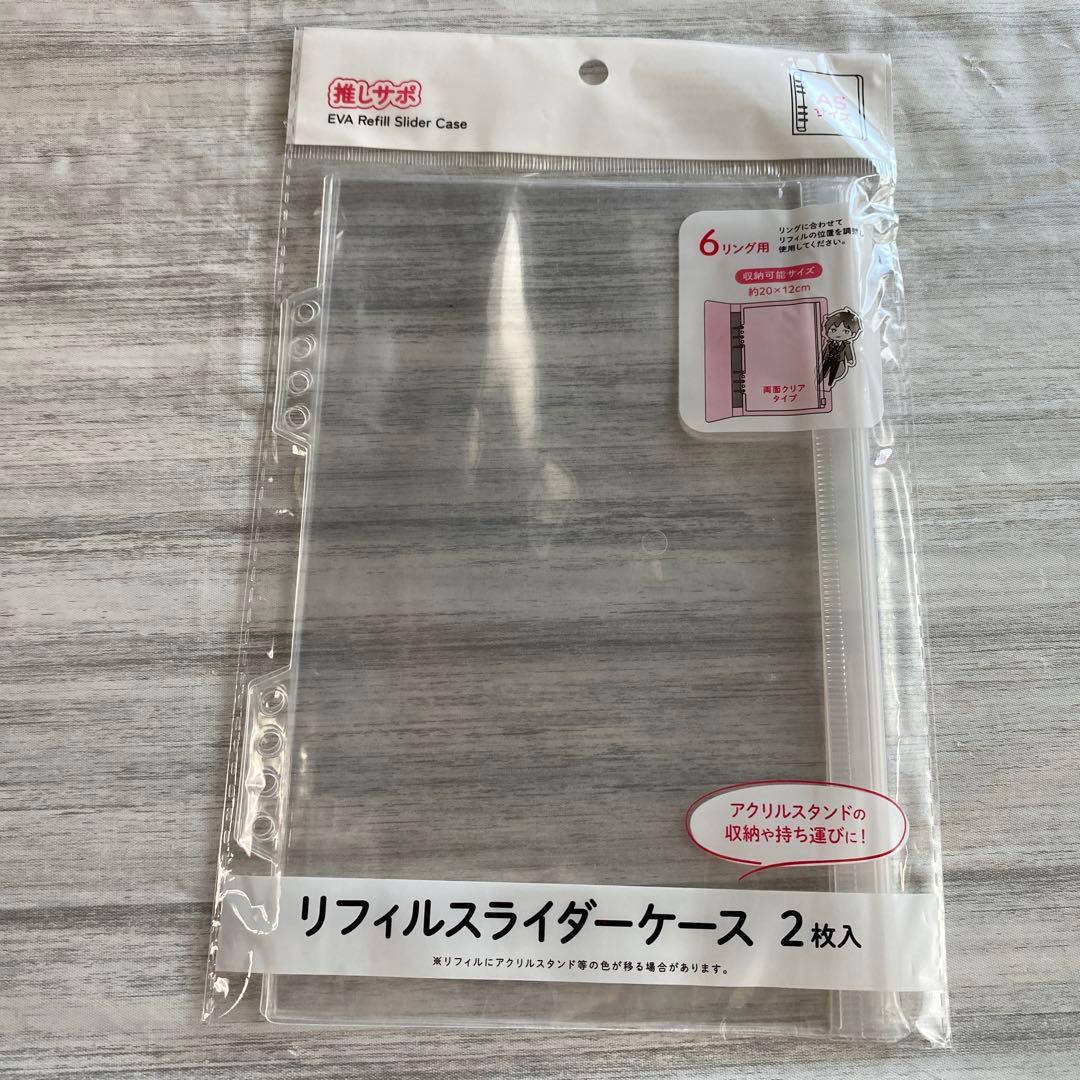 推しサポ
EVA Refill Slider Case
A5
サイズ
6リング用
リングに合わせて
リフィルの位置を調整
使用してください。
収納可能サイズ
約20×12cm
両面クリア
タイプ
アクリルスタンドの
収納や持ち運びに!
リフィルスライダーケース 2枚入
※リフィルにアクリルスタンド等の色が移る場合があります。